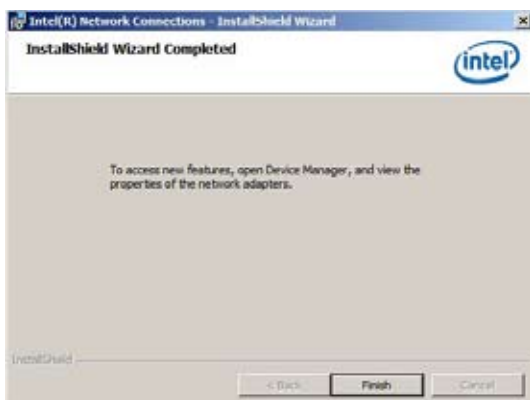 Intel(R) Network Connections - InstallShield Wizard
InstallShield Wizard Completed
intel
To access new features, open Device Manager, and view the
properties of the network adapters.
InstallShield
< Back
Finish
Cancel